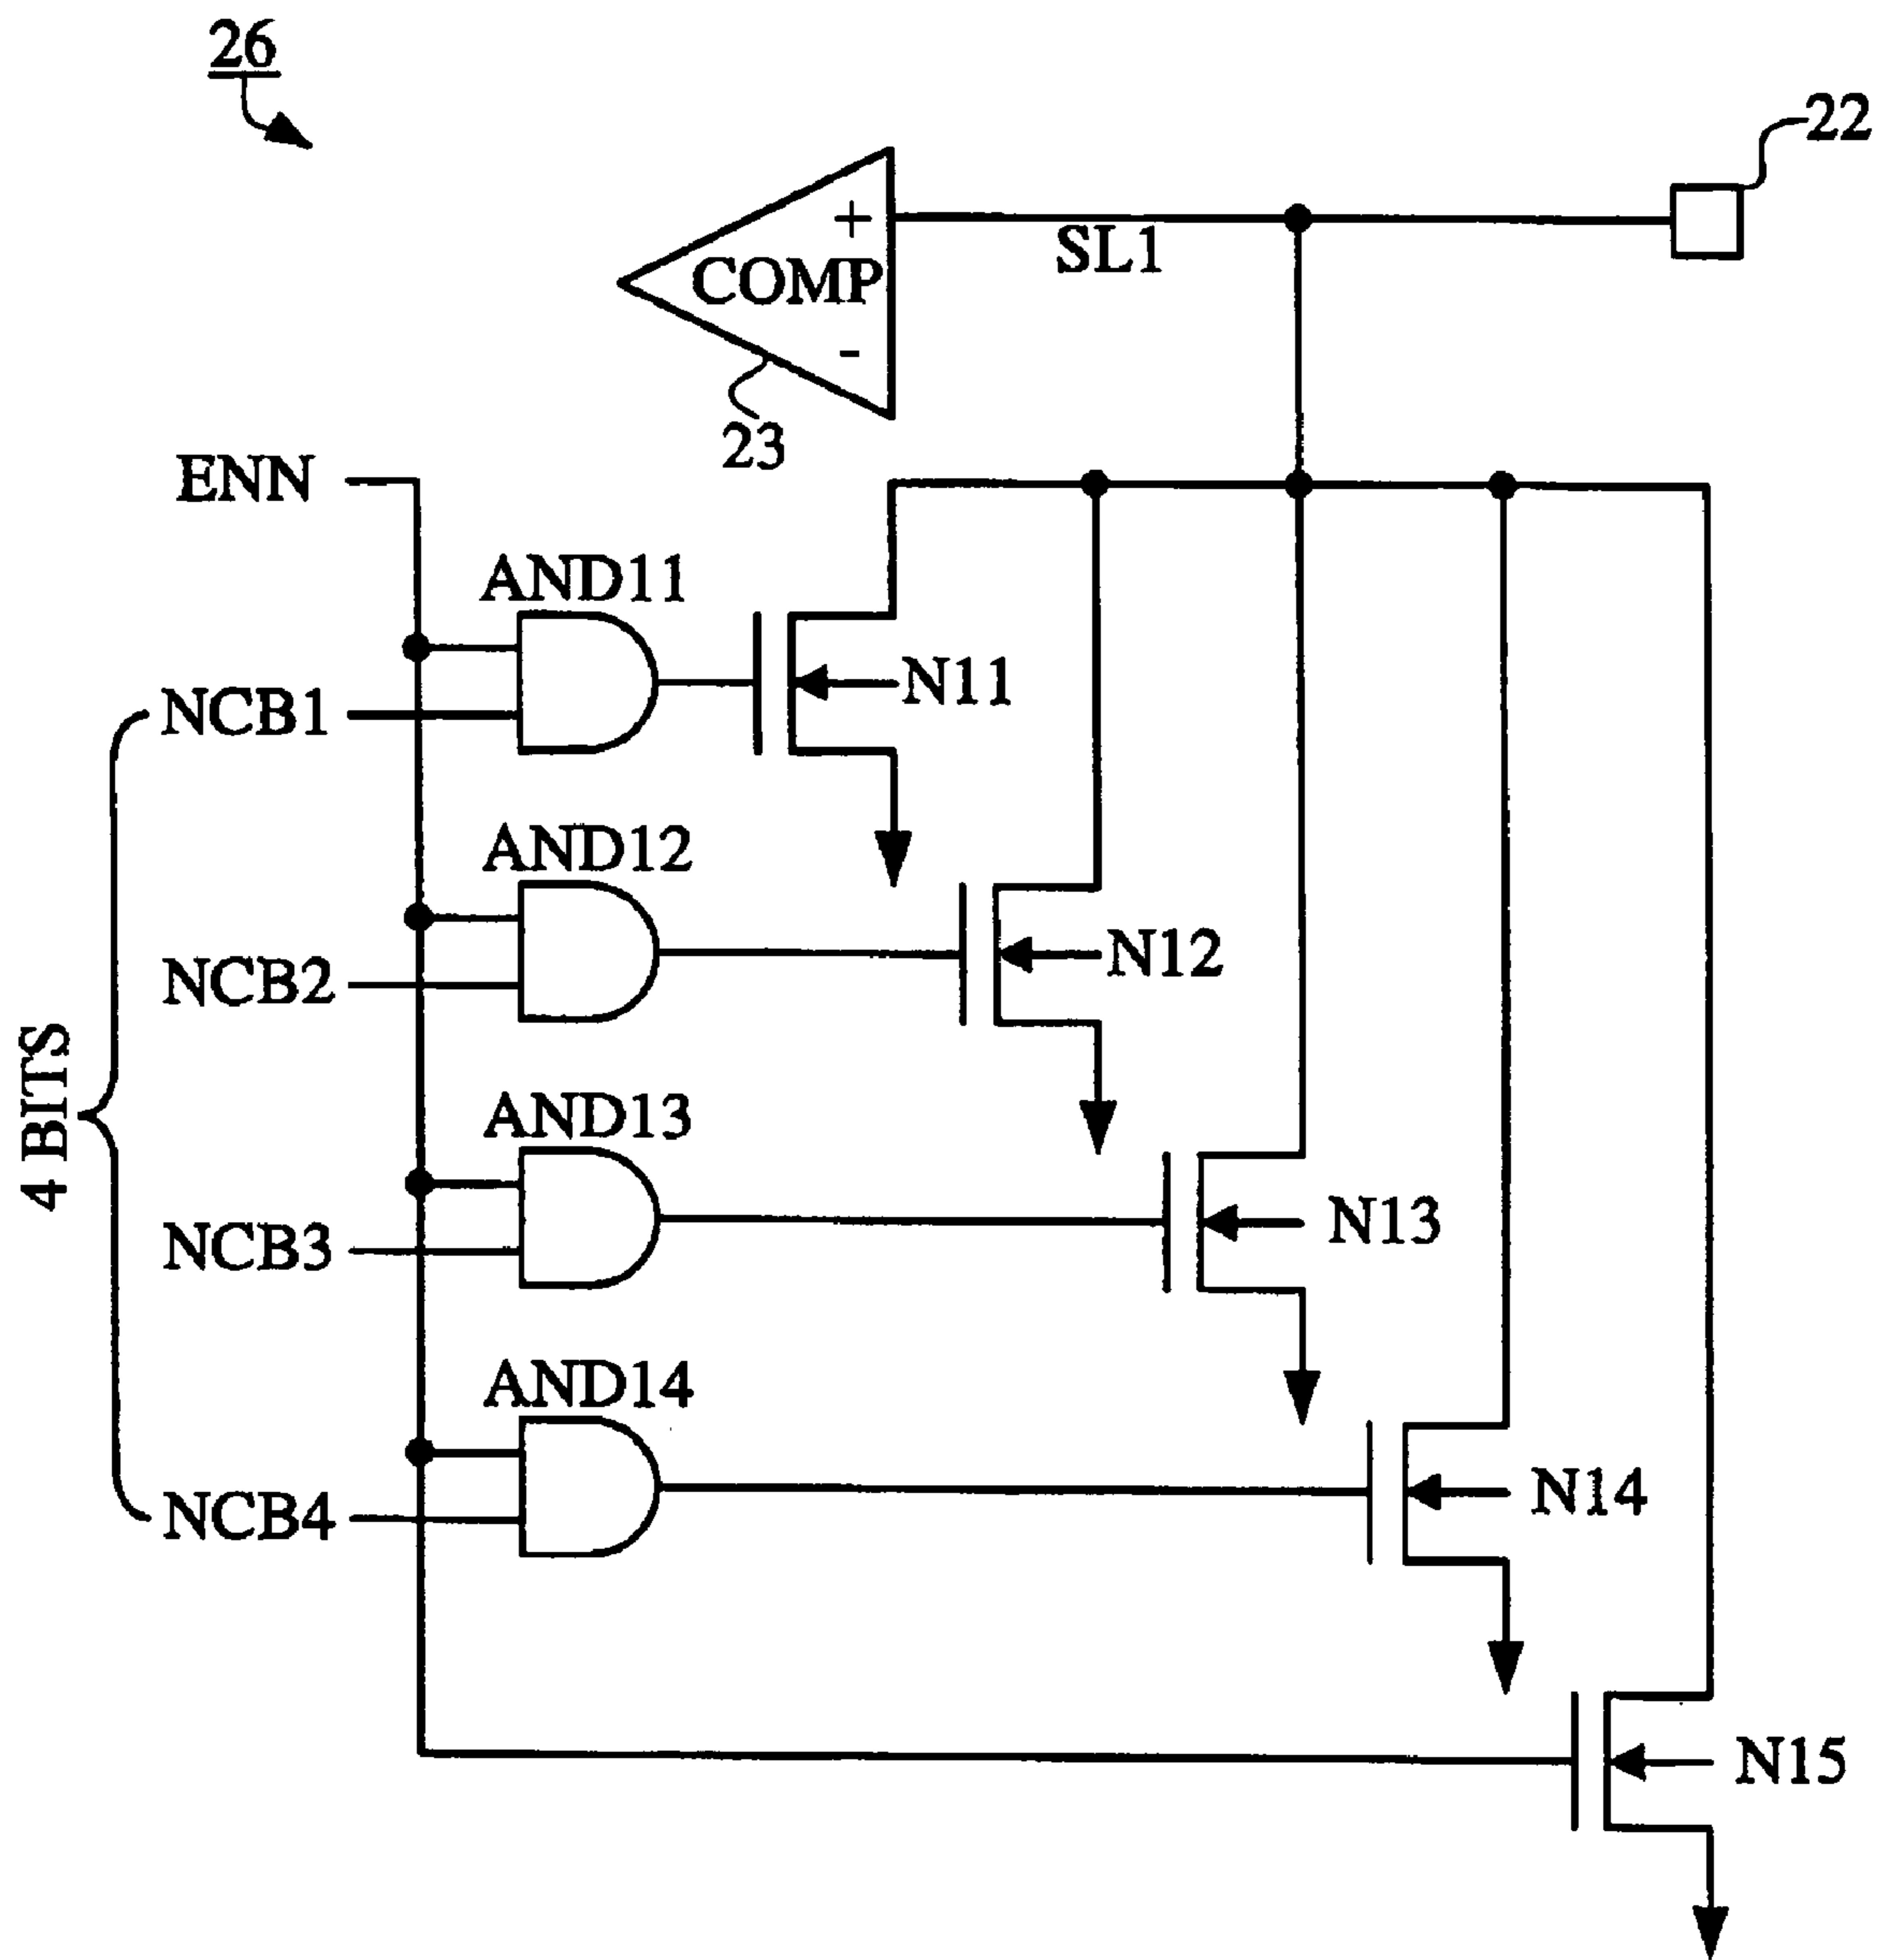 26
22
+
SL1
COMP
-
23
ENN
AND11
N11
NCB1
AND12
N12
NCB2
4 BITS
AND13
N13
NCB3
AND14
N14
NCB4
N15